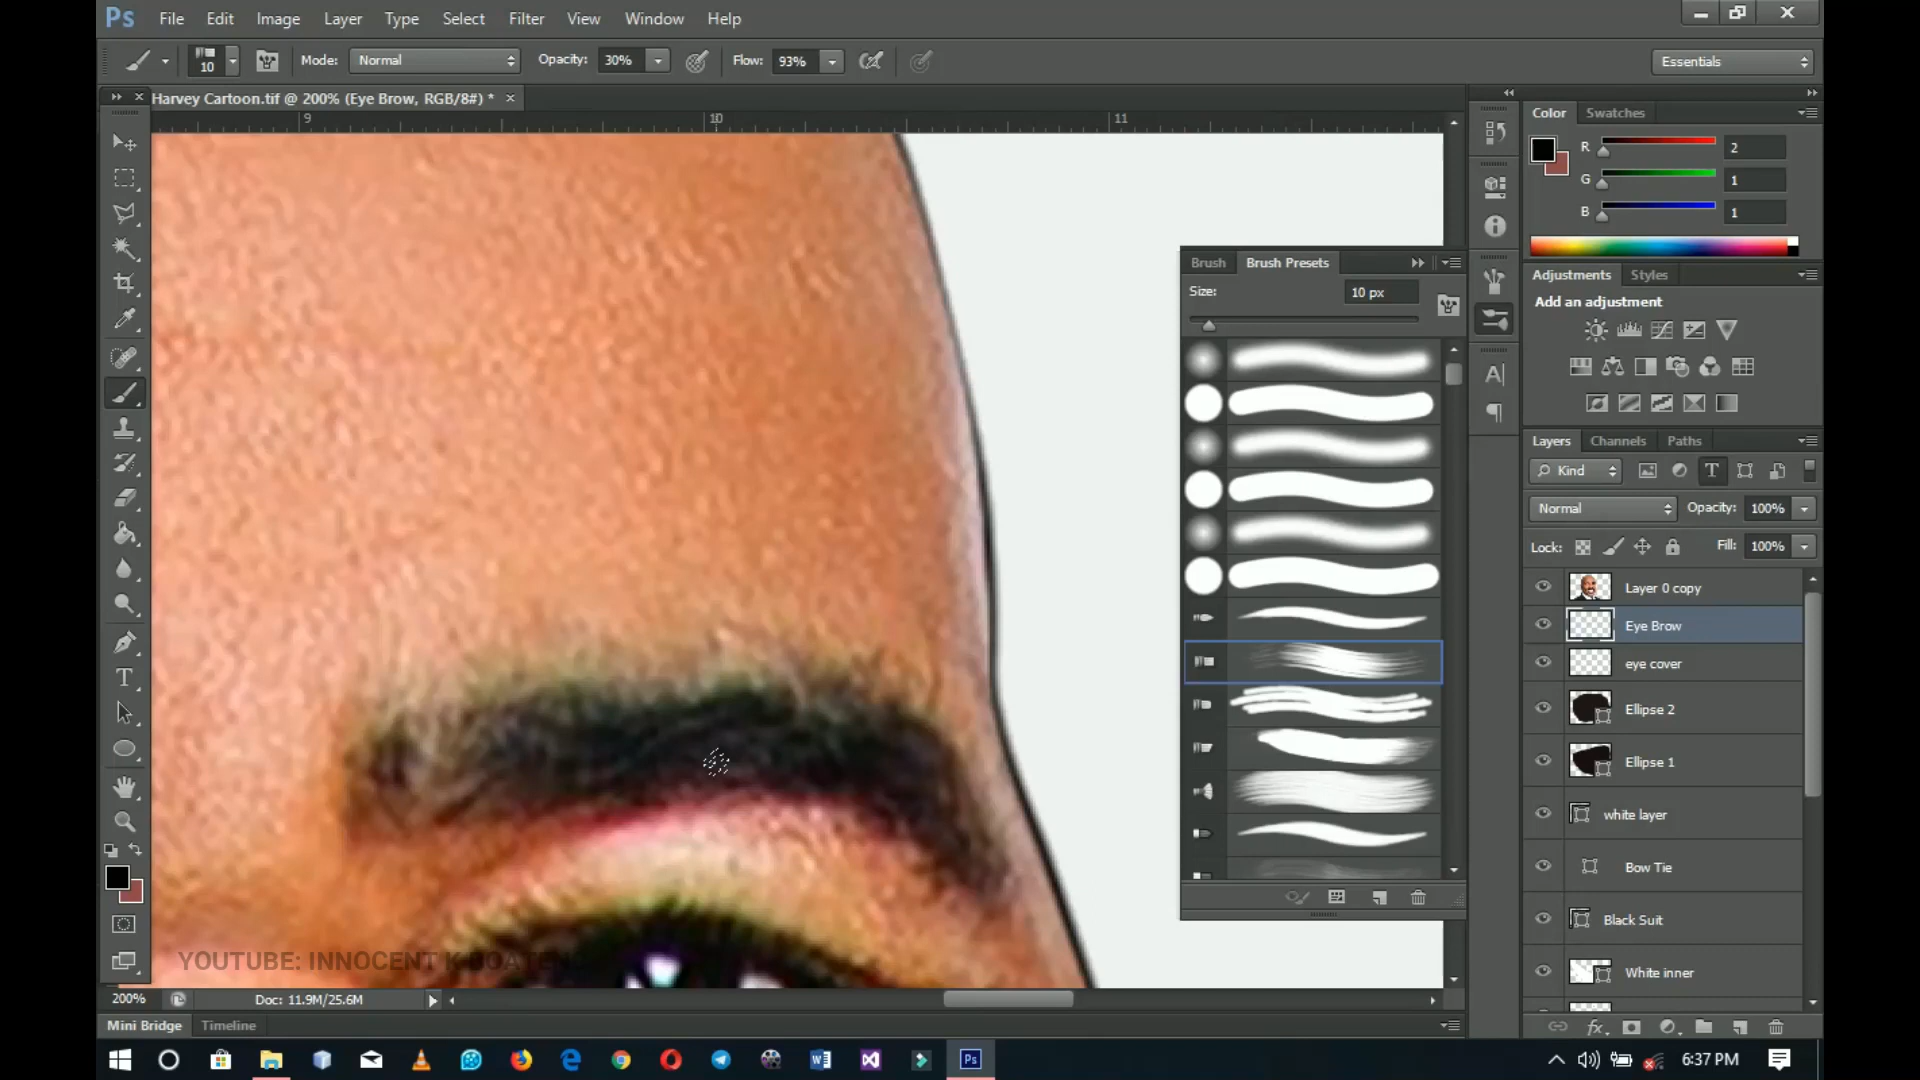 Ps File Edit Image Layer Type Select Filter View Window Help
10 Mode: Normal Opacity: 30% Flow: 93% Essentials
Harvey Cartoon.tif @ 200% (Eye Brow, RGB/8#) * ×
9 10 11
Color Swatches
R 2
G 1
B 1
Brush Brush Presets
Size: 10 px
Adjustments Styles
Add an adjustment
Layers Channels Paths
Kind
Normal Opacity: 100%
Lock: Fill: 100%
Layer 0 copy
Eye Brow
eye cover
Ellipse 2
Ellipse 1
white layer
Bow Tie
Black Suit
White inner
YOUTUBE: INNOCENT K BOATENG
200% Doc: 11.9M/25.6M
Mini Bridge Timeline
6:37 PM